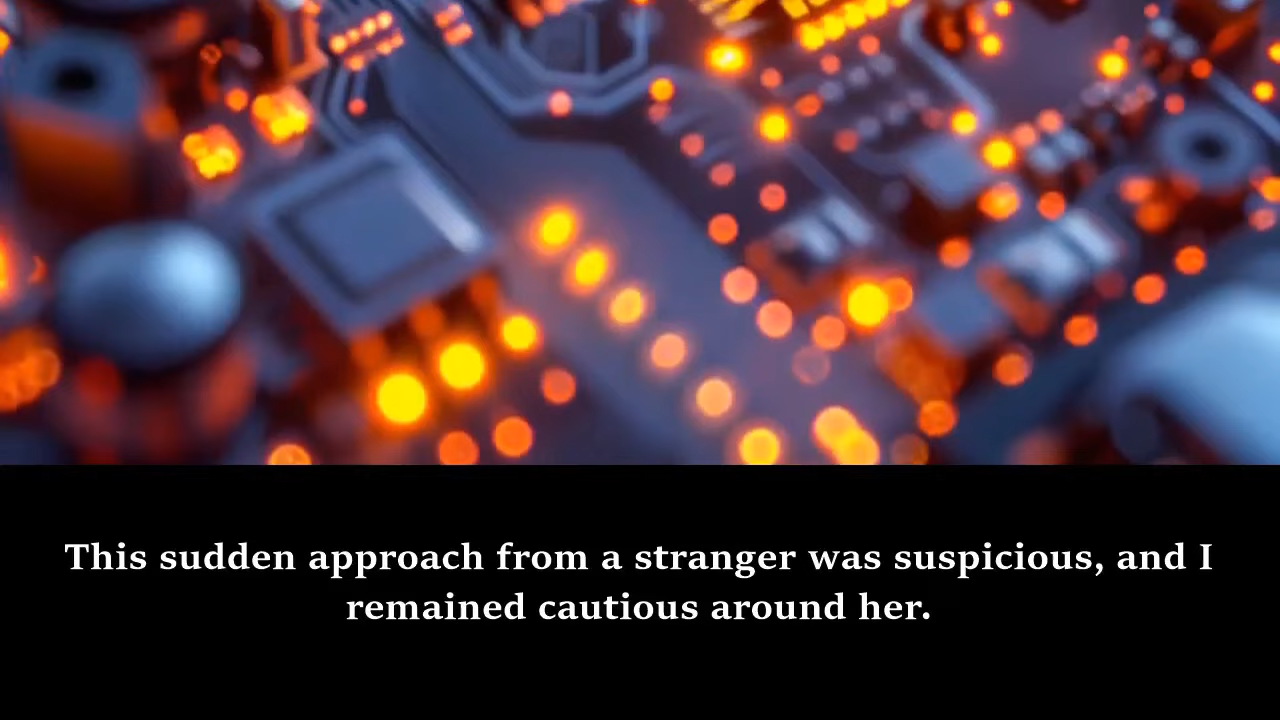 This sudden approach from a stranger was suspicious, and I
remained cautious around her.